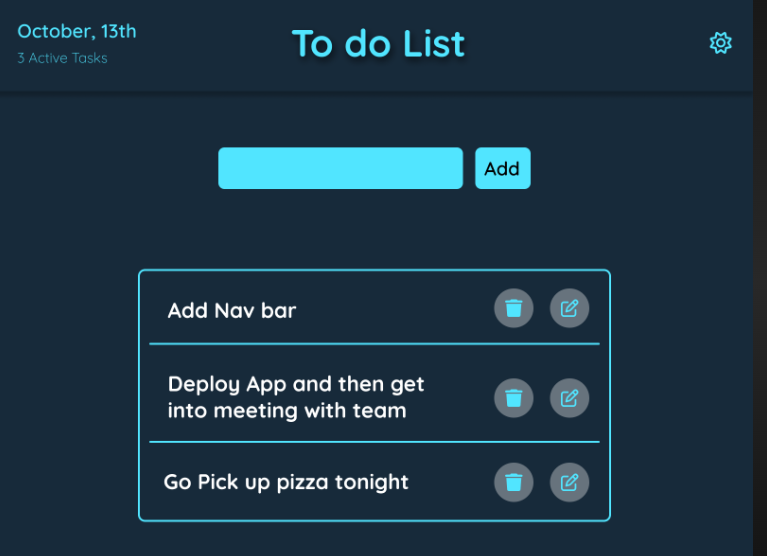 October, 13th
3 Active Tasks
To do List
Add
Add Nav bar
Deploy App and then get
into meeting with team
Go Pick up pizza tonight